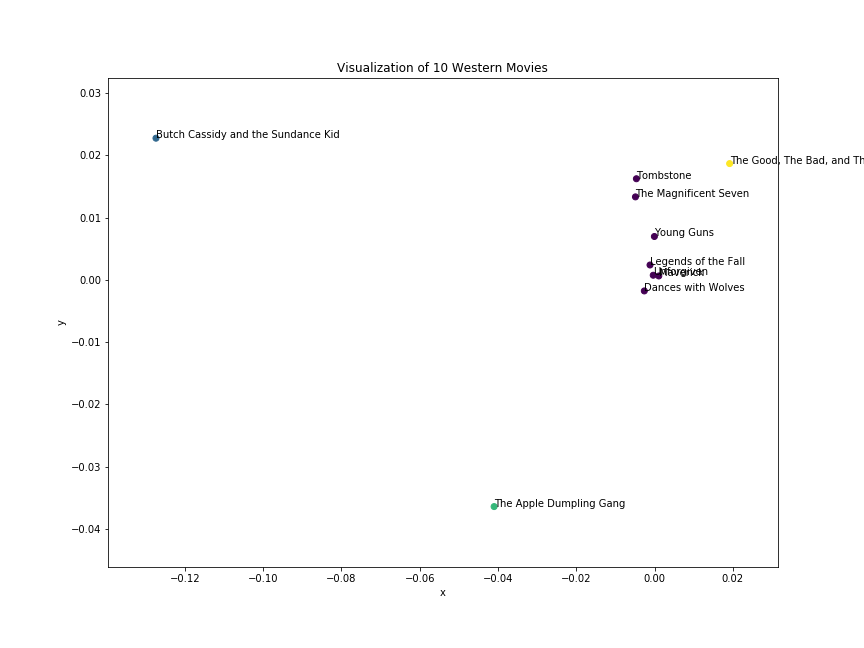 Visualization of 10 Western Movies
0.03
0.02
0.01
0.00
−0.01
−0.02
−0.03
−0.04
y
Butch Cassidy and the Sundance Kid
The Good, The Bad, and Th
Tombstone
The Magnificent Seven
Young Guns
Legends of the Fall
Unforgiven
Maverick
Dances with Wolves
The Apple Dumpling Gang
−0.12
−0.10
−0.08
−0.06
−0.04
−0.02
0.00
0.02
x